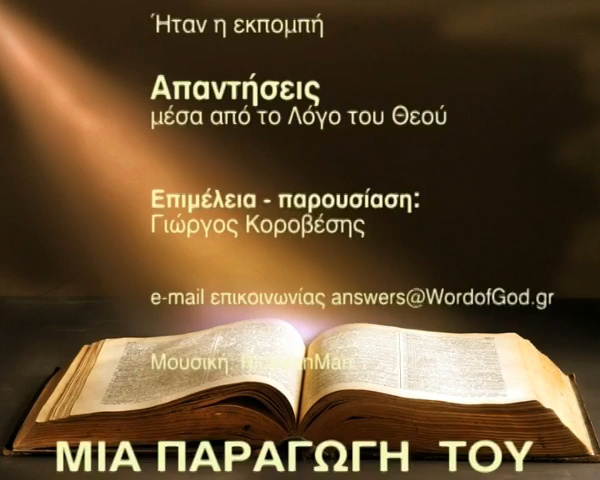 Ήταν η εκπομπή
Απαντήσεις
μέσα από το Λόγο του Θεού
Επιμέλεια - παρουσίαση:
Γιώργος Κοροβέσης
e-mail επικοινωνίας answers@WordofGod.gr
Μουσική
ΜΙΑ ΠΑΡΑΓΩΓΗ ΤΟΥ